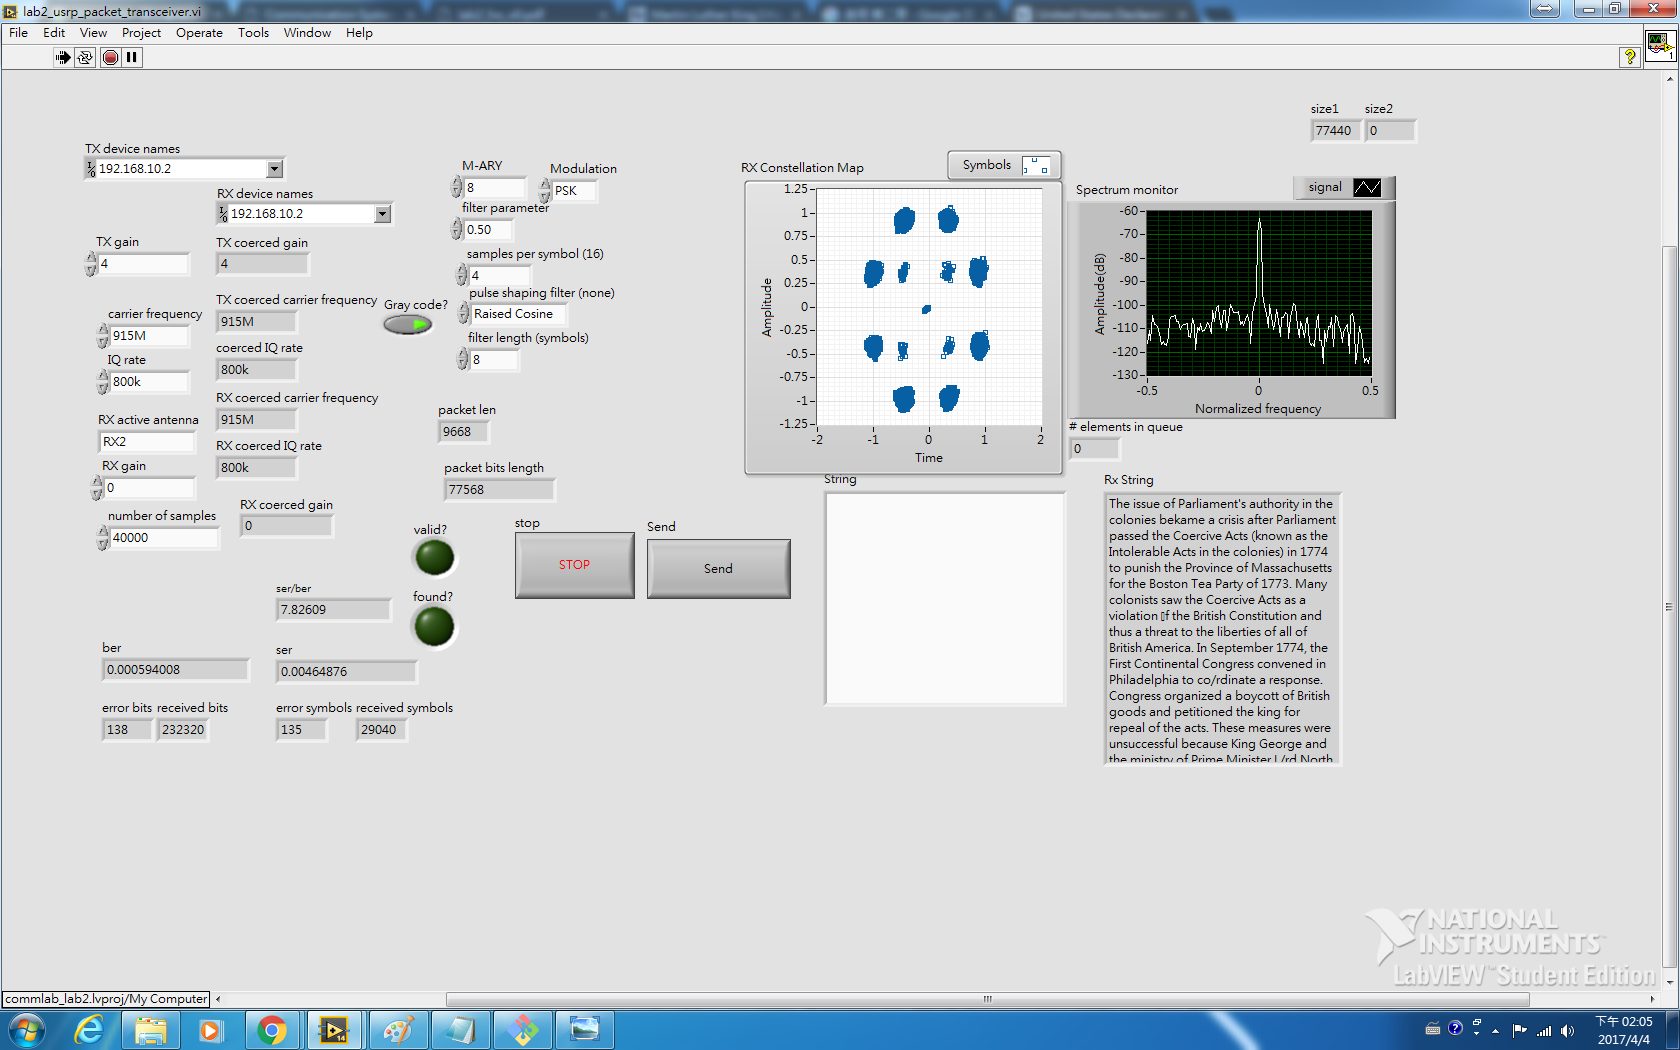 lab2_usrp_packet_transceiver.vi
File Edit View Project Operate Tools Window Help
size1 size2
77440 0
TX device names
192.168.10.2
RX device names
192.168.10.2
TX gain
4
TX coerced gain
4
carrier frequency
915M
TX coerced carrier frequency
915M
IQ rate
800k
coerced IQ rate
800k
RX coerced carrier frequency
915M
RX active antenna
RX2
RX coerced IQ rate
800k
RX gain
0
RX coerced gain
0
number of samples
40000
Gray code?
M-ARY
8
Modulation
PSK
filter parameter
0.50
samples per symbol (16)
4
pulse shaping filter (none)
Raised Cosine
filter length (symbols)
8
packet len
9668
packet bits length
77568
valid?
found?
ser/ber
7.82609
ber
0.000594008
ser
0.00464876
error bits received bits
138 232320
error symbols received symbols
135 29040
stop
STOP
Send
Send
RX Constellation Map
Symbols
1.25
1
0.75
0.5
0.25
0
-0.25
-0.5
-0.75
-1
-1.25
Amplitude
-2 -1 0 1 2
Time
Spectrum monitor
signal
-60
-70
-80
-90
-100
-110
-120
-130
Amplitude(dB)
-0.5 0 0.5
Normalized frequency
# elements in queue
0
String
Rx String
The issue of Parliament's authority in the
colonies bekame a crisis after Parliament
passed the Coercive Acts (known as the
Intolerable Acts in the colonies) in 1774
to punish the Province of Massachusetts
for the Boston Tea Party of 1773. Many
colonists saw the Coercive Acts as a
violation ▯f the British Constitution and
thus a threat to the liberties of all of
British America. In September 1774, the
First Continental Congress convened in
Philadelphia to co/rdinate a response.
Congress organized a boycott of British
goods and petitioned the king for
repeal of the acts. These measures were
unsuccessful because King George and
the ministry of Prime Minister L/rd North
NATIONAL
INSTRUMENTS™
LabVIEW™ Student Edition
commlab_lab2.lvproj/My Computer
14
下午 02:05
2017/4/4